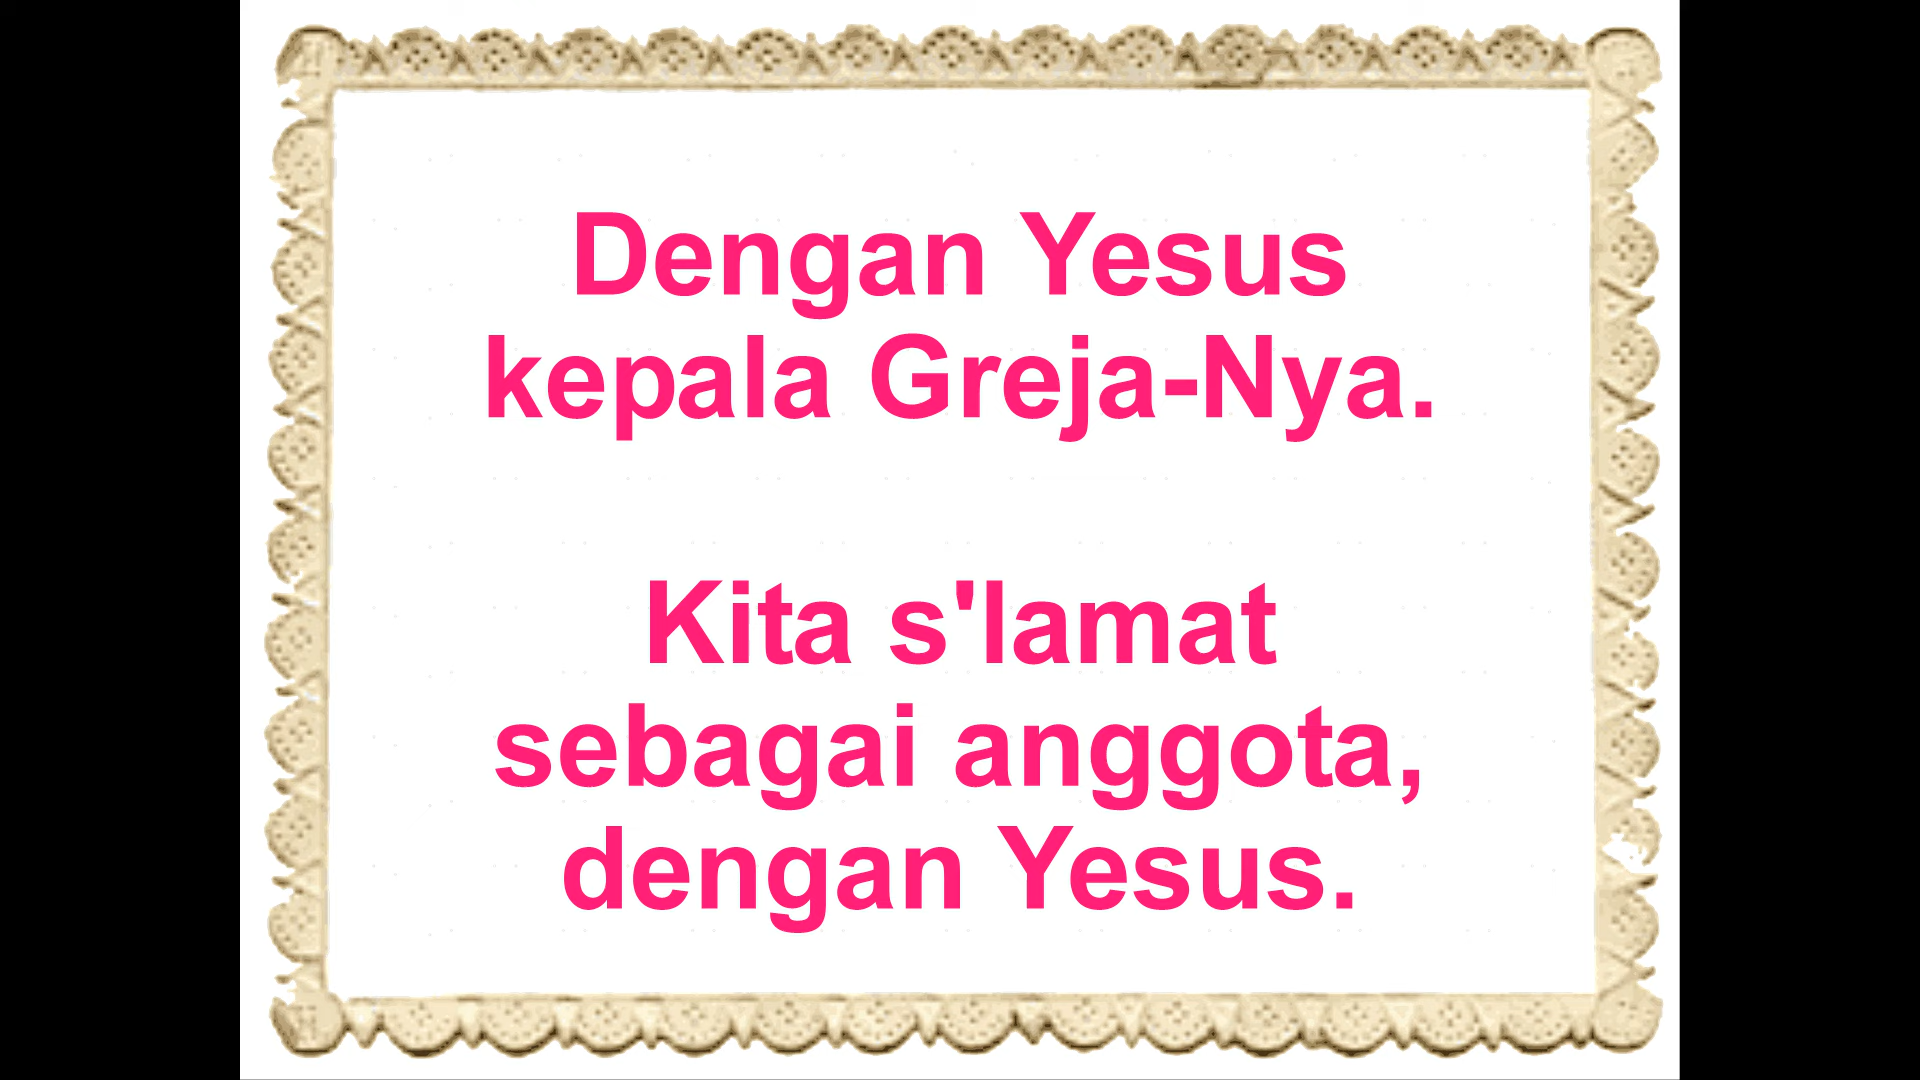 Dengan Yesus
kepala Greja-Nya.
Kita s'lamat
sebagai anggota,
dengan Yesus.